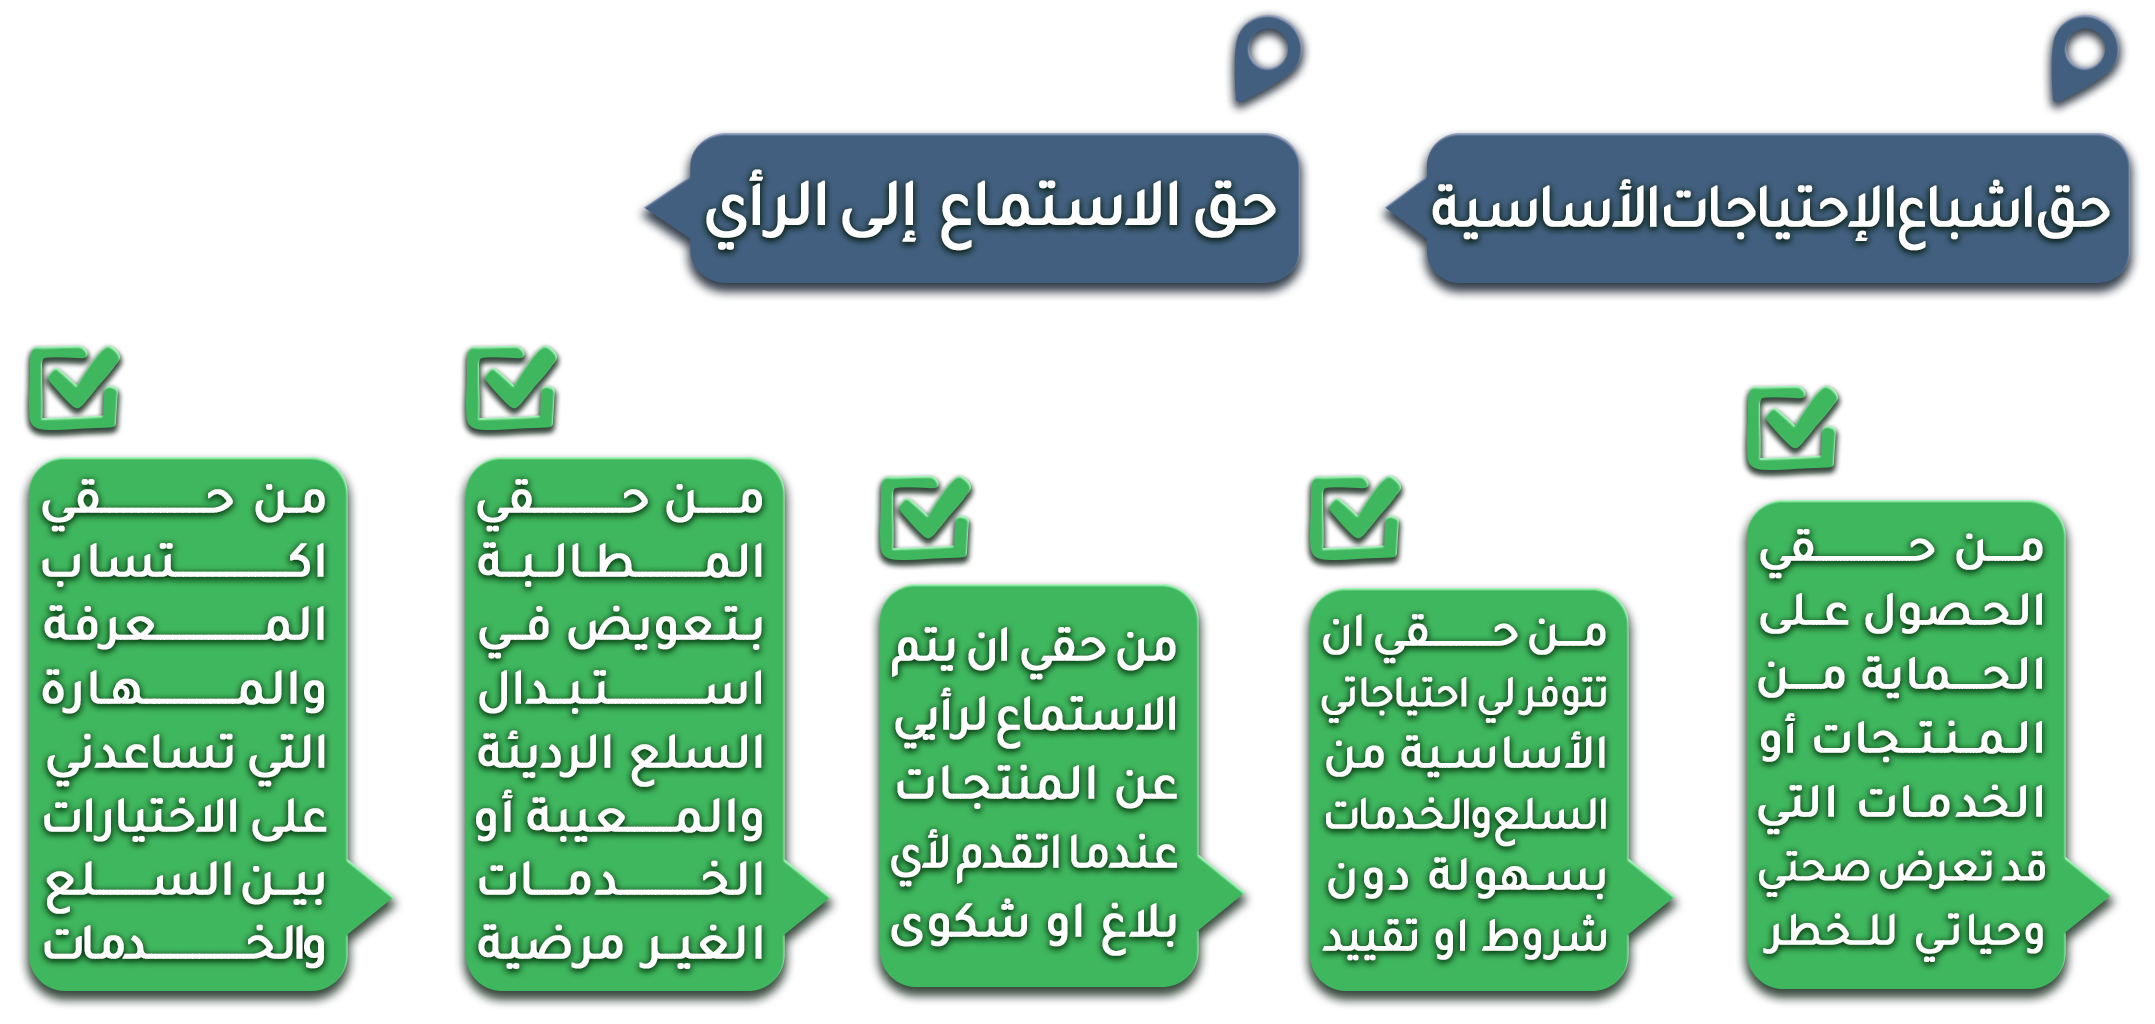 حق اشباع الإحتياجات الأساسية
حق الاستماع إلى الرأي
من حقي
الحصول على
الحماية من
المنتجات أو
الخدمات التي
قد تعرض صحتي
وحياتي للخطر
من حقي ان
تتوفر لي احتياجاتي
الأساسية من
السلع والخدمات
بسهولة دون
شروط او تقييد
من حقي ان يتم
الاستماع لرأيي
عن المنتجات
عندما اتقدم لأي
بلاغ او شكوى
من حقي
المطالبة
بتعويض في
استبدال
السلع الرديئة
والمعيبة أو
الخدمات
الغير مرضية
من حقي
اكتساب
المعرفة
والمهارة
التي تساعدني
على الاختيارات
بين السلع
والخدمات